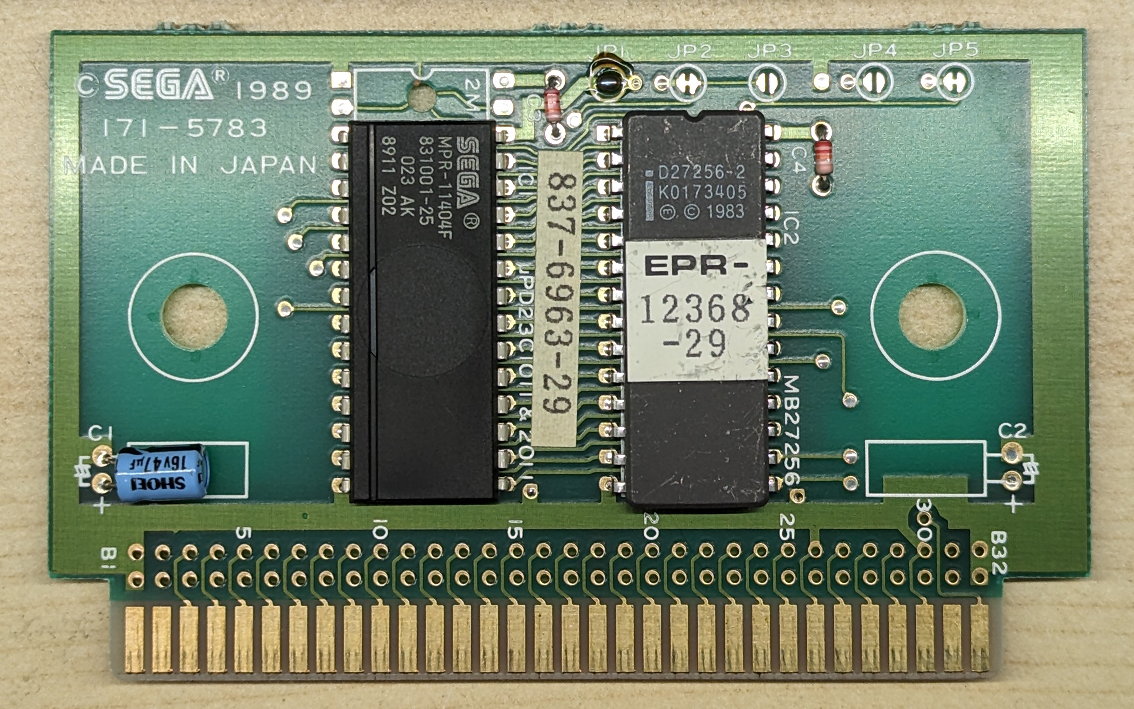 © SEGA® 1989
171-5783
MADE IN JAPAN
2M
JP1
JP2
JP3
JP4
JP5
SEGA®
MPR-11404F
831001-25
023 AK
8911 Z02
IC1
µPD23C1011&2011
837-6963-29
D27256-2
K0173405
Ⓔ © 1983
EPR-
12368
-29
C4
IC2
MB27256
C1
+
SHOEI
16V47µF
C2
+
B1
5
10
15
20
25
30
B32